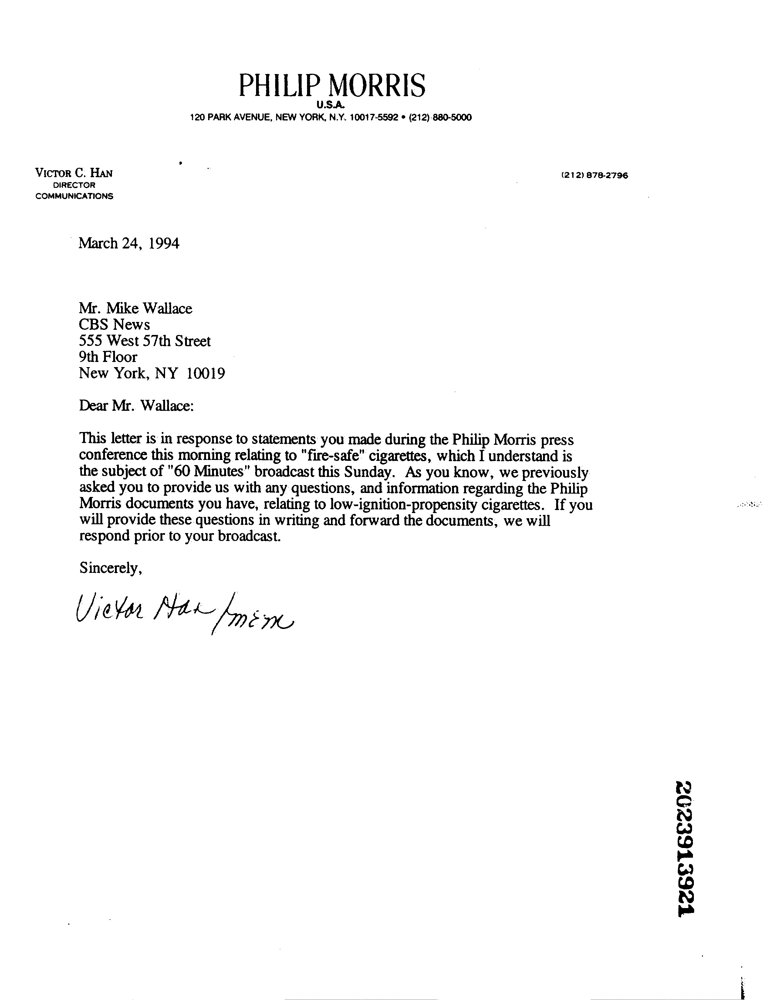 PHILIP MORRIS
U.S.A.
120 PARK AVENUE, NEW YORK, N.Y. 10017-5592 • (212) 880-5000
VICTOR C. HAN
DIRECTOR
COMMUNICATIONS
(212) 878-2796
March 24, 1994
Mr. Mike Wallace
CBS News
555 West 57th Street
9th Floor
New York, NY 10019
Dear Mr. Wallace:
This letter is in response to statements you made during the Philip Morris press
conference this morning relating to "fire-safe" cigarettes, which I understand is
the subject of "60 Minutes" broadcast this Sunday. As you know, we previously
asked you to provide us with any questions, and information regarding the Philip
Morris documents you have, relating to low-ignition-propensity cigarettes. If you
will provide these questions in writing and forward the documents, we will
respond prior to your broadcast.
Sincerely,
Victor Han/mem
2023913921